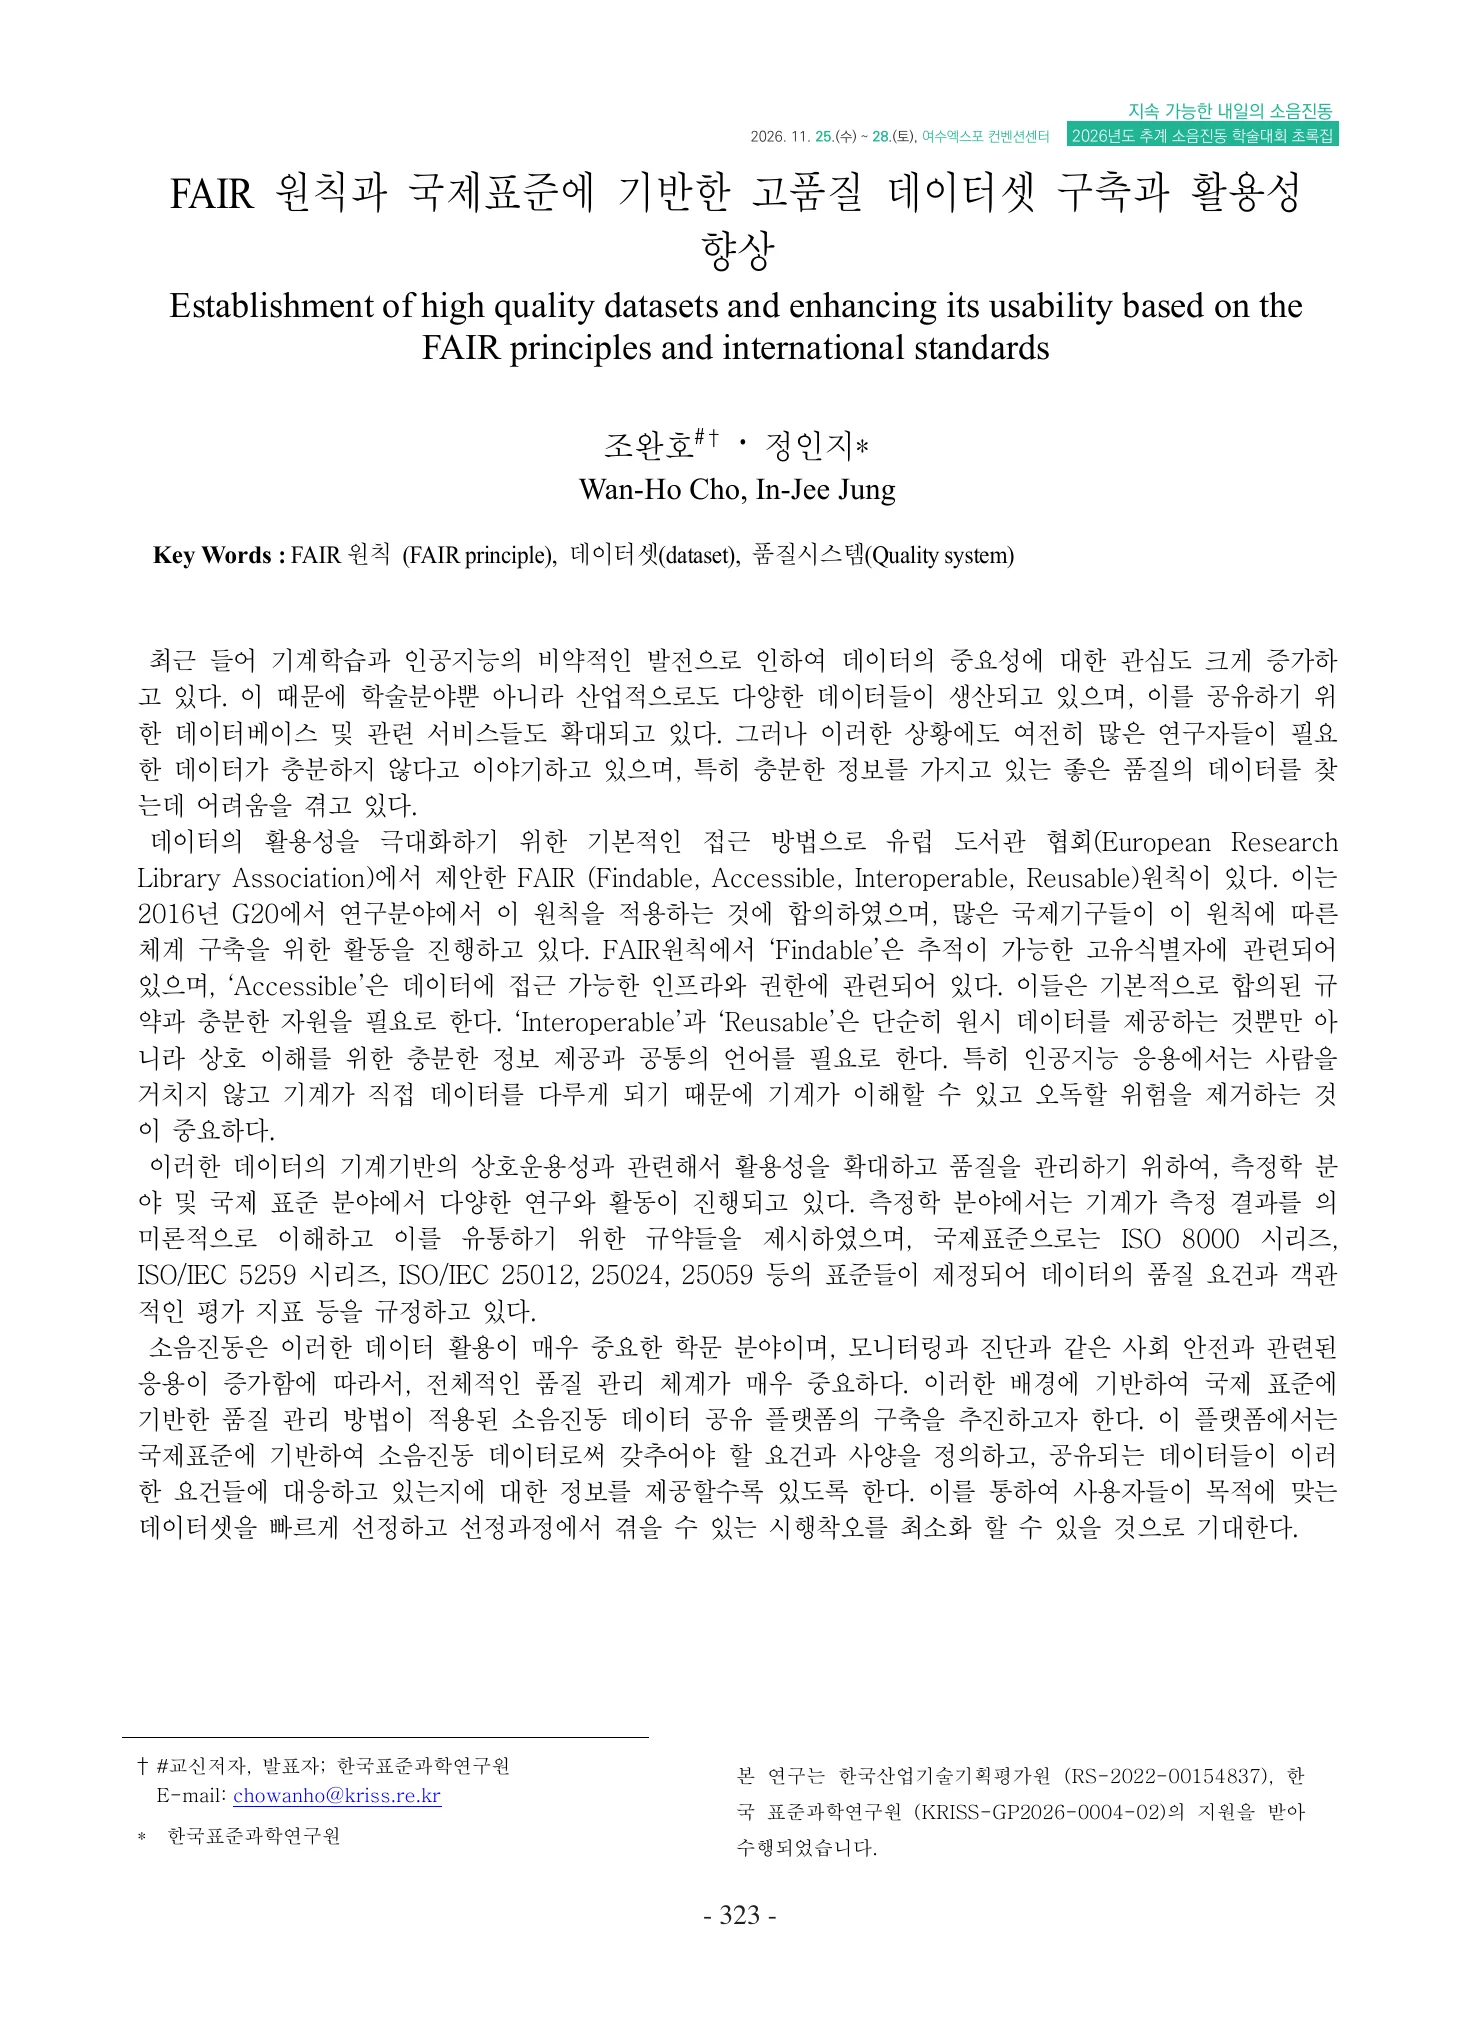 지속 가능한 내일의 소음진동
2026. 11. 25.(수) ~ 28.(토), 여수엑스포 컨벤션센터 2026년도 추계 소음진동 학술대회 초록집
FAIR 원칙과 국제표준에 기반한 고품질 데이터셋 구축과 활용성
향상
Establishment of high quality datasets and enhancing its usability based on the
FAIR principles and international standards
조완호#† · 정인지*
Wan-Ho Cho, In-Jee Jung
Key Words : FAIR 원칙 (FAIR principle), 데이터셋(dataset), 품질시스템(Quality system)
최근 들어 기계학습과 인공지능의 비약적인 발전으로 인하여 데이터의 중요성에 대한 관심도 크게 증가하
고 있다. 이 때문에 학술분야뿐 아니라 산업적으로도 다양한 데이터들이 생산되고 있으며, 이를 공유하기 위
한 데이터베이스 및 관련 서비스들도 확대되고 있다. 그러나 이러한 상황에도 여전히 많은 연구자들이 필요
한 데이터가 충분하지 않다고 이야기하고 있으며, 특히 충분한 정보를 가지고 있는 좋은 품질의 데이터를 찾
는데 어려움을 겪고 있다.
데이터의 활용성을 극대화하기 위한 기본적인 접근 방법으로 유럽 도서관 협회(European Research
Library Association)에서 제안한 FAIR (Findable, Accessible, Interoperable, Reusable)원칙이 있다. 이는
2016년 G20에서 연구분야에서 이 원칙을 적용하는 것에 합의하였으며, 많은 국제기구들이 이 원칙에 따른
체계 구축을 위한 활동을 진행하고 있다. FAIR원칙에서 ‘Findable’은 추적이 가능한 고유식별자에 관련되어
있으며, ‘Accessible’은 데이터에 접근 가능한 인프라와 권한에 관련되어 있다. 이들은 기본적으로 합의된 규
약과 충분한 자원을 필요로 한다. ‘Interoperable’과 ‘Reusable’은 단순히 원시 데이터를 제공하는 것뿐만 아
니라 상호 이해를 위한 충분한 정보 제공과 공통의 언어를 필요로 한다. 특히 인공지능 응용에서는 사람을
거치지 않고 기계가 직접 데이터를 다루게 되기 때문에 기계가 이해할 수 있고 오독할 위험을 제거하는 것
이 중요하다.
이러한 데이터의 기계기반의 상호운용성과 관련해서 활용성을 확대하고 품질을 관리하기 위하여, 측정학 분
야 및 국제 표준 분야에서 다양한 연구와 활동이 진행되고 있다. 측정학 분야에서는 기계가 측정 결과를 의
미론적으로 이해하고 이를 유통하기 위한 규약들을 제시하였으며, 국제표준으로는 ISO 8000 시리즈,
ISO/IEC 5259 시리즈, ISO/IEC 25012, 25024, 25059 등의 표준들이 제정되어 데이터의 품질 요건과 객관
적인 평가 지표 등을 규정하고 있다.
소음진동은 이러한 데이터 활용이 매우 중요한 학문 분야이며, 모니터링과 진단과 같은 사회 안전과 관련된
응용이 증가함에 따라서, 전체적인 품질 관리 체계가 매우 중요하다. 이러한 배경에 기반하여 국제 표준에
기반한 품질 관리 방법이 적용된 소음진동 데이터 공유 플랫폼의 구축을 추진하고자 한다. 이 플랫폼에서는
국제표준에 기반하여 소음진동 데이터로써 갖추어야 할 요건과 사양을 정의하고, 공유되는 데이터들이 이러
한 요건들에 대응하고 있는지에 대한 정보를 제공할수록 있도록 한다. 이를 통하여 사용자들이 목적에 맞는
데이터셋을 빠르게 선정하고 선정과정에서 겪을 수 있는 시행착오를 최소화 할 수 있을 것으로 기대한다.
† #교신저자, 발표자; 한국표준과학연구원
E-mail: chowanho@kriss.re.kr
* 한국표준과학연구원
본 연구는 한국산업기술기획평가원 (RS-2022-00154837), 한
국 표준과학연구원 (KRISS-GP2026-0004-02)의 지원을 받아
수행되었습니다.
- 323 -